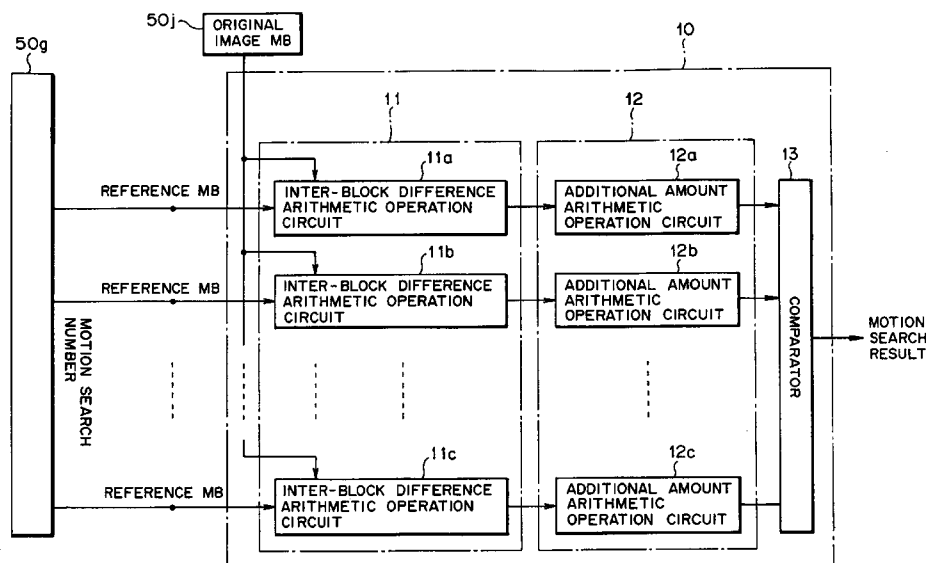 50g
50j
ORIGINAL
IMAGE MB
10
11
12
11a
12a
13
REFERENCE MB
INTER-BLOCK DIFFERENCE
ARITHMETIC OPERATION
CIRCUIT
ADDITIONAL AMOUNT
ARITHMETIC
OPERATION CIRCUIT
11b
12b
REFERENCE MB
INTER-BLOCK DIFFERENCE
ARITHMETIC OPERATION
CIRCUIT
ADDITIONAL AMOUNT
ARITHMETIC
OPERATION CIRCUIT
MOTION SEARCH
NUMBER
COMPARATOR
MOTION
SEARCH
RESULT
11c
12c
REFERENCE MB
INTER-BLOCK DIFFERENCE
ARITHMETIC OPERATION
CIRCUIT
ADDITIONAL AMOUNT
ARITHMETIC
OPERATION CIRCUIT